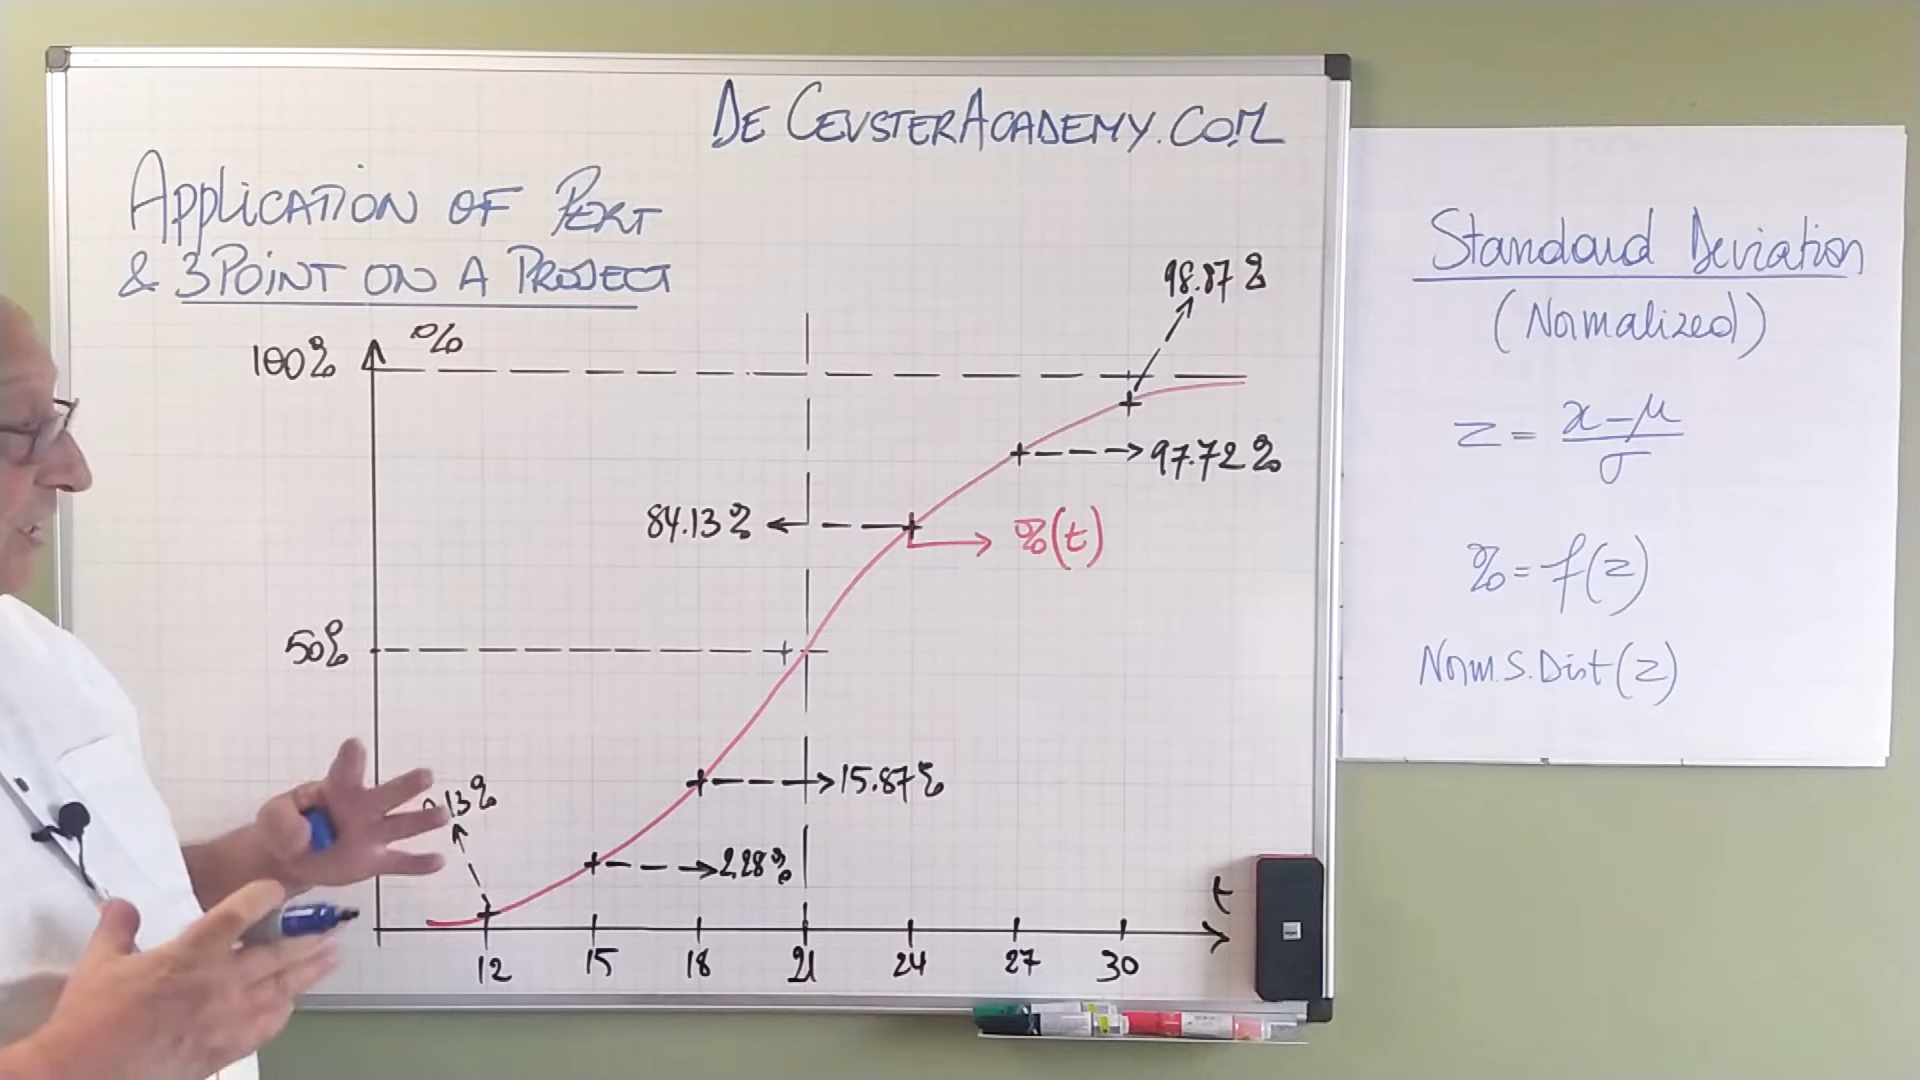 DE CEUSTERACADEMY.COM
APPLICATION OF PERT
& 3 POINT ON A PROJECT
100%
%
98.87%
97.72%
84.13%
%(t)
50%
15.87%
13%
2,28%
t
12 15 18 21 24 27 30
Standard Deviation
(Normalized)
z = x-μ
σ
% = f(z)
Norm.S.Dist(z)